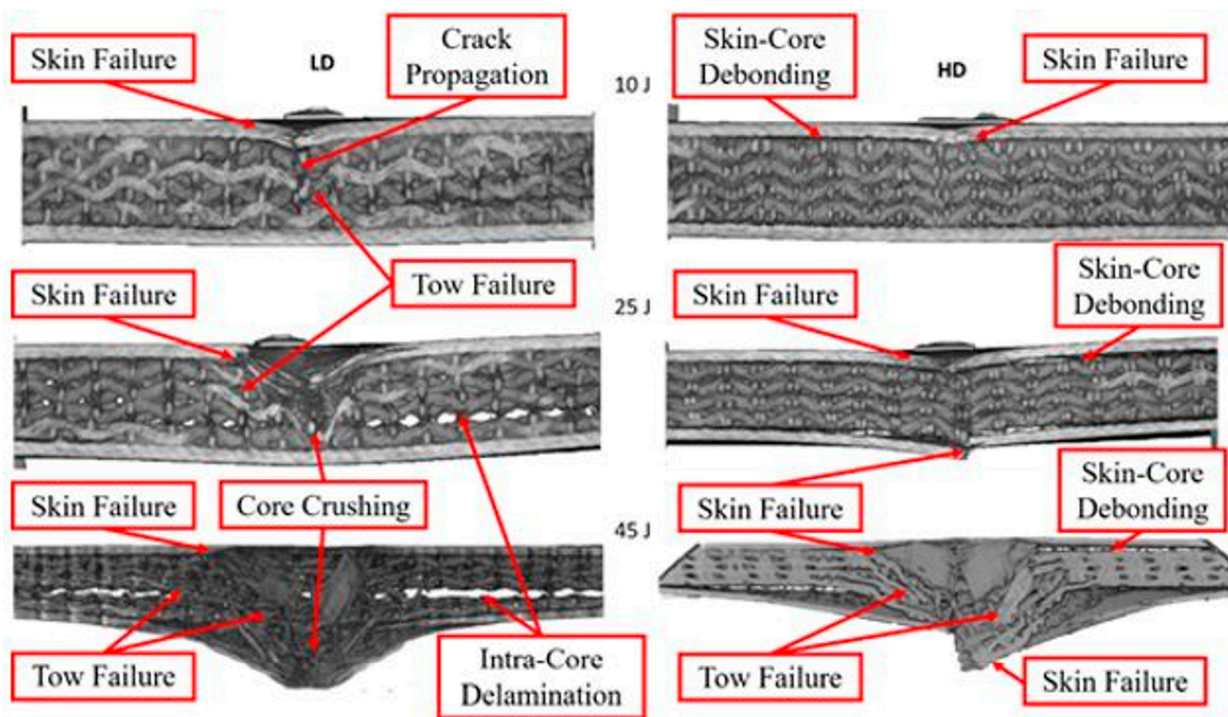 Skin Failure
LD
Crack
Propagation
10 J
Skin-Core
Debonding
HD
Skin Failure
Skin Failure
Tow Failure
25 J
Skin Failure
Skin-Core
Debonding
Skin Failure
Core Crushing
45 J
Skin Failure
Skin-Core
Debonding
Tow Failure
Intra-Core
Delamination
Tow Failure
Skin Failure